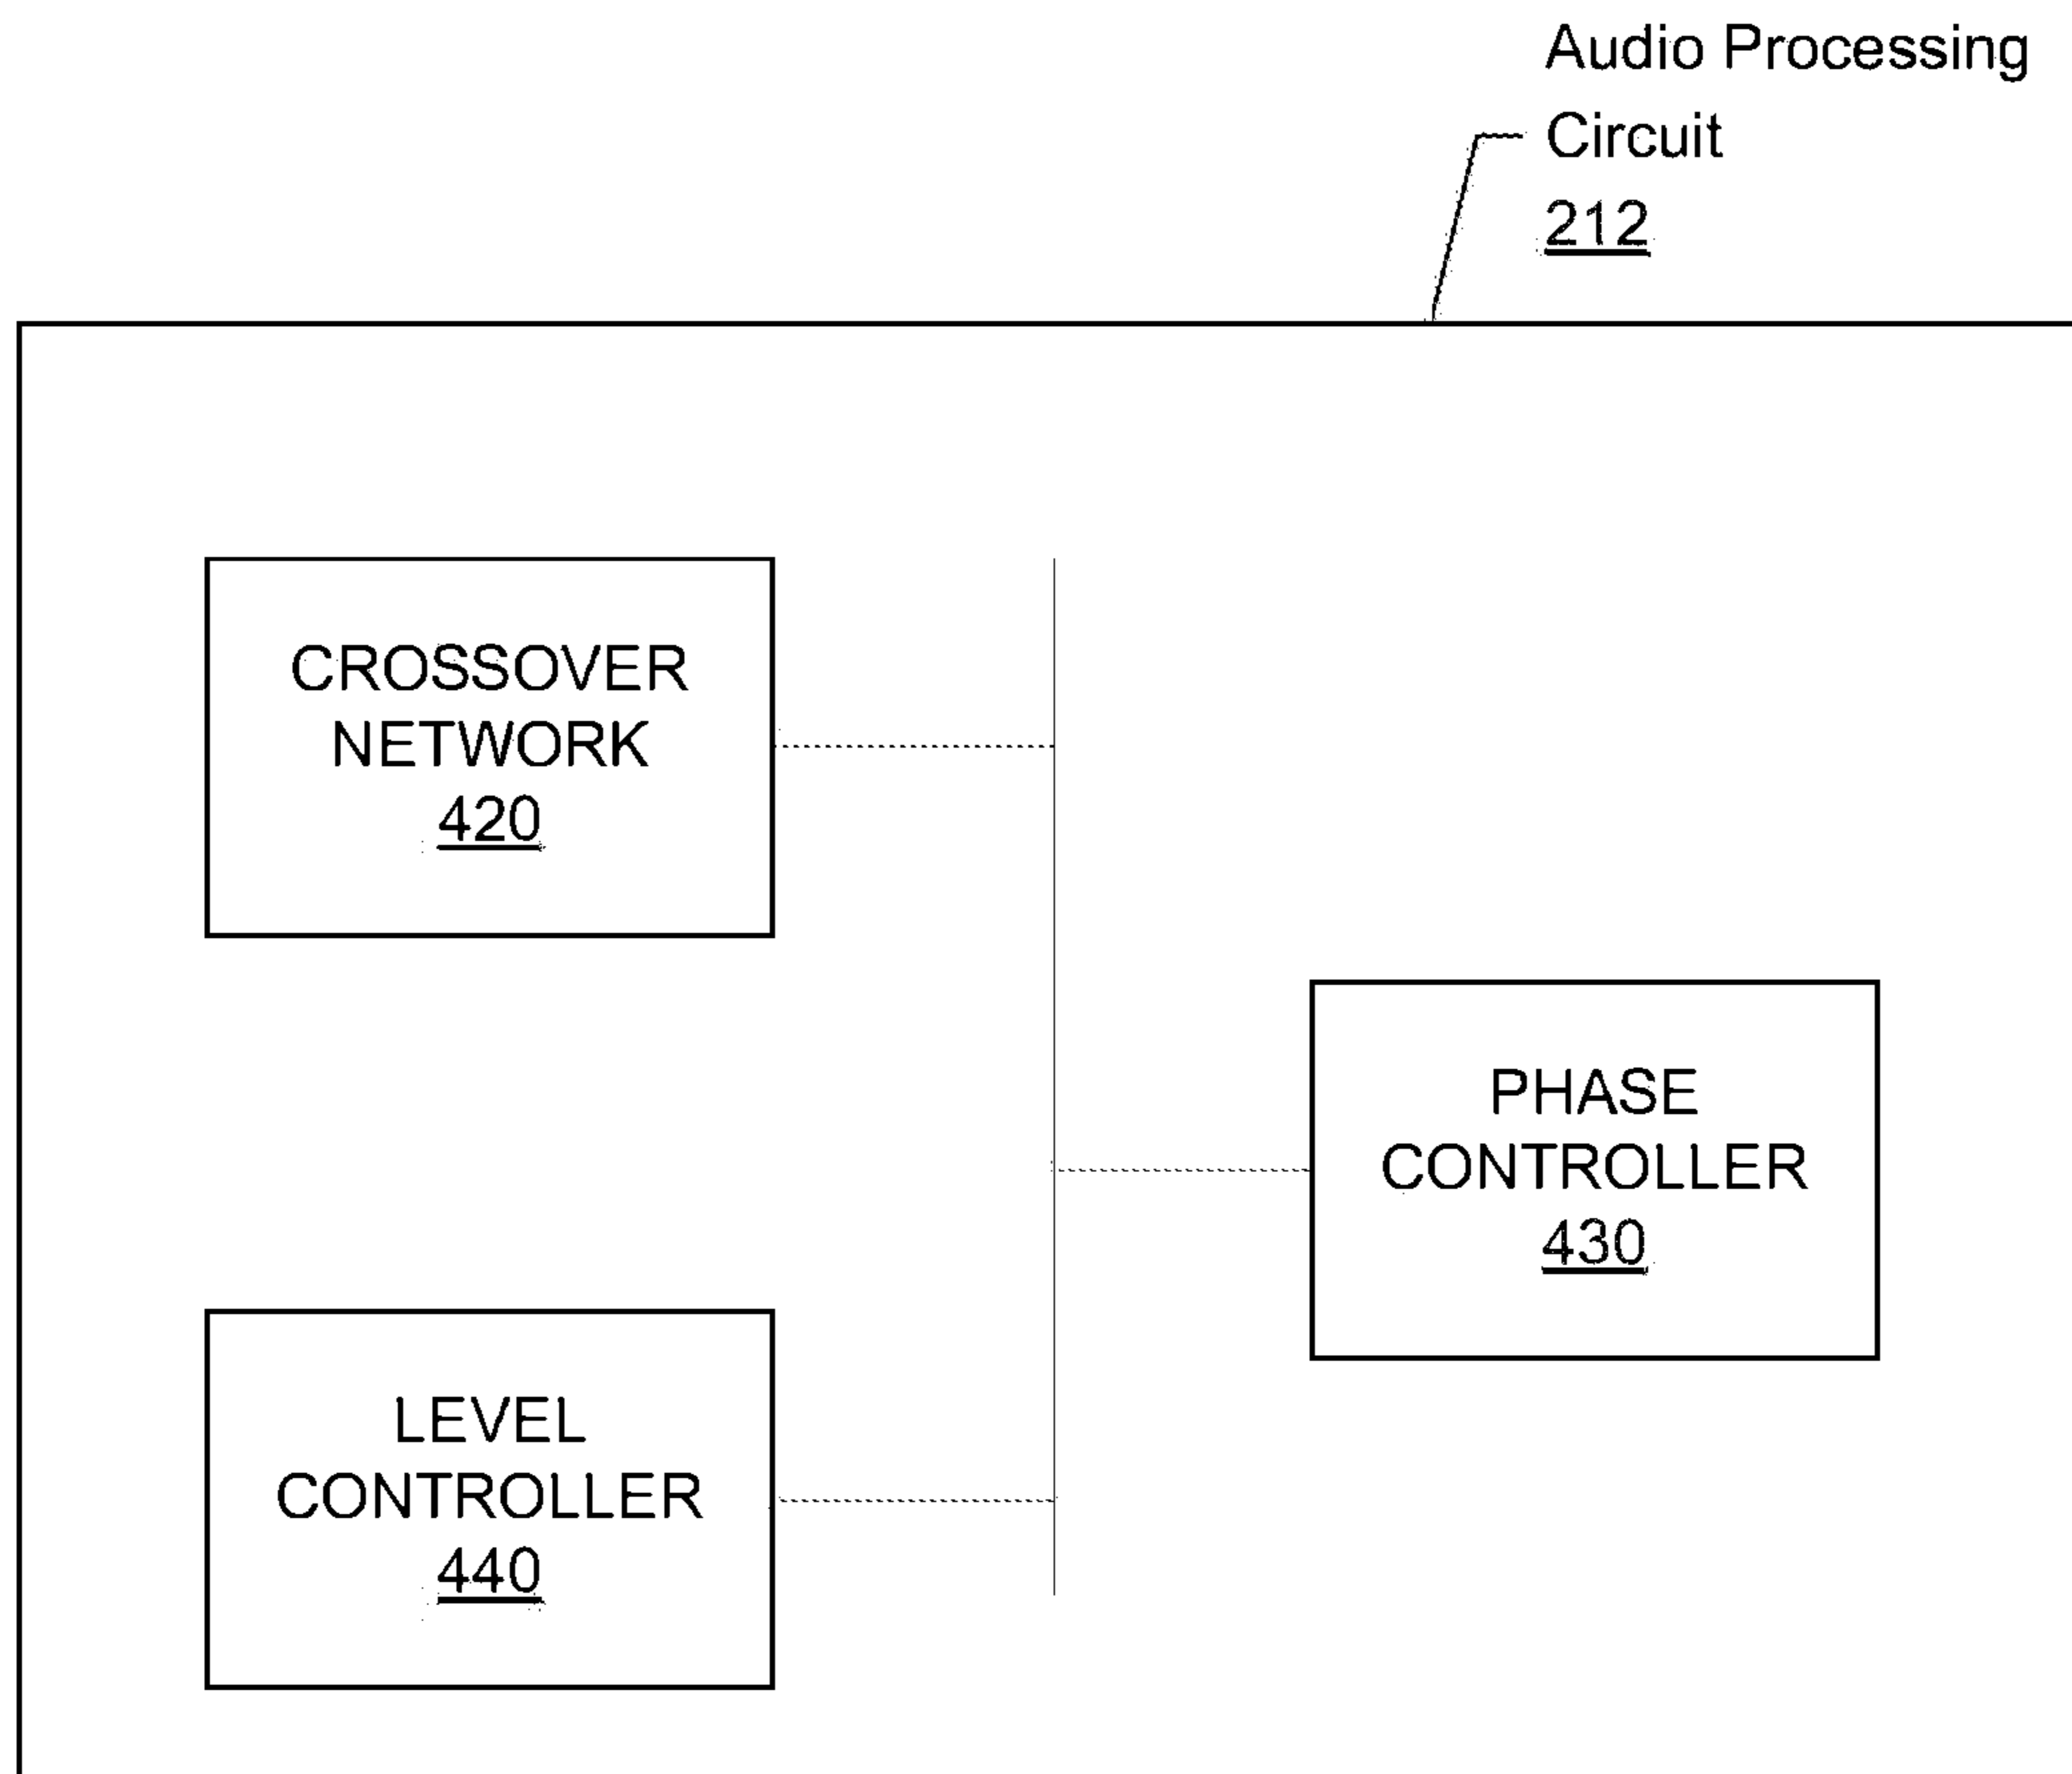 Audio Processing
Circuit
212
CROSSOVER
NETWORK
420
PHASE
CONTROLLER
430
LEVEL
CONTROLLER
440